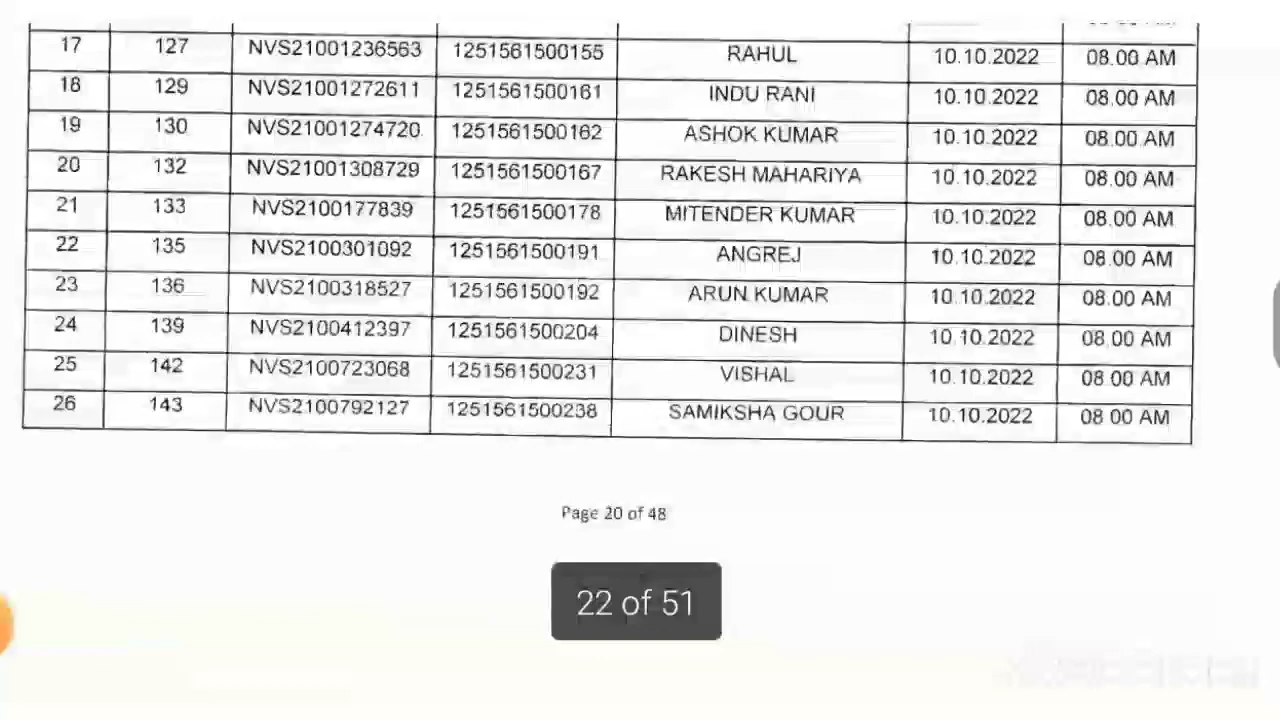 17 127 NVS21001236563 1251561500155 RAHUL 10.10.2022 08.00 AM
18 129 NVS21001272611 1251561500161 INDU RANI 10.10.2022 08.00 AM
19 130 NVS21001274720 1251561500162 ASHOK KUMAR 10.10.2022 08.00 AM
20 132 NVS21001308729 1251561500167 RAKESH MAHARIYA 10.10.2022 08.00 AM
21 133 NVS2100177839 1251561500178 MITENDER KUMAR 10.10.2022 08.00 AM
22 135 NVS2100301092 1251561500191 ANGREJ 10.10.2022 08.00 AM
23 136 NVS2100318527 1251561500192 ARUN KUMAR 10.10.2022 08.00 AM
24 139 NVS2100412397 1251561500204 DINESH 10.10.2022 08.00 AM
25 142 NVS2100723068 1251561500231 VISHAL 10.10.2022 08.00 AM
26 143 NVS2100792127 1251561500238 SAMIKSHA GOUR 10.10.2022 08 00 AM
Page 20 of 48
22 of 51